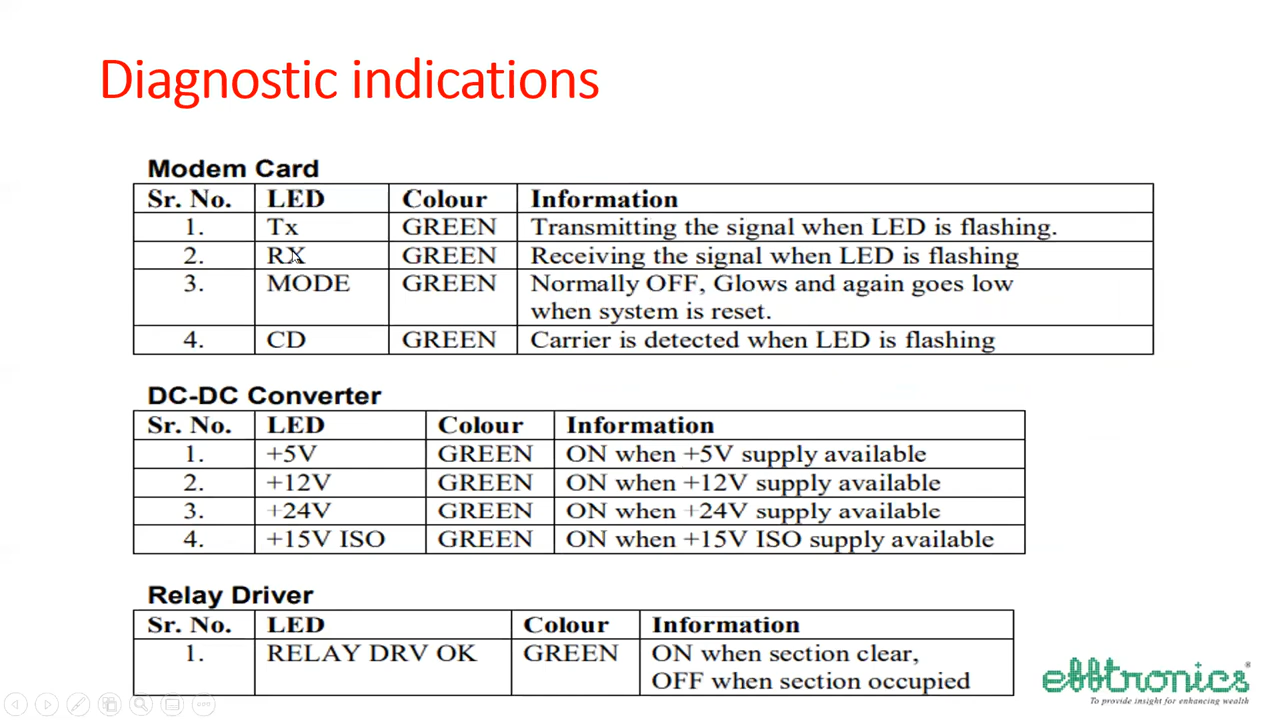 Diagnostic indications
Modem Card
Sr. No. LED Colour Information
1. Tx GREEN Transmitting the signal when LED is flashing.
2. RX GREEN Receiving the signal when LED is flashing
3. MODE GREEN Normally OFF, Glows and again goes low
when system is reset.
4. CD GREEN Carrier is detected when LED is flashing
DC-DC Converter
Sr. No. LED Colour Information
1. +5V GREEN ON when +5V supply available
2. +12V GREEN ON when +12V supply available
3. +24V GREEN ON when +24V supply available
4. +15V ISO GREEN ON when +15V ISO supply available
Relay Driver
Sr. No. LED Colour Information
1. RELAY DRV OK GREEN ON when section clear,
OFF when section occupied
efftronics®
To provide insight for enhancing wealth